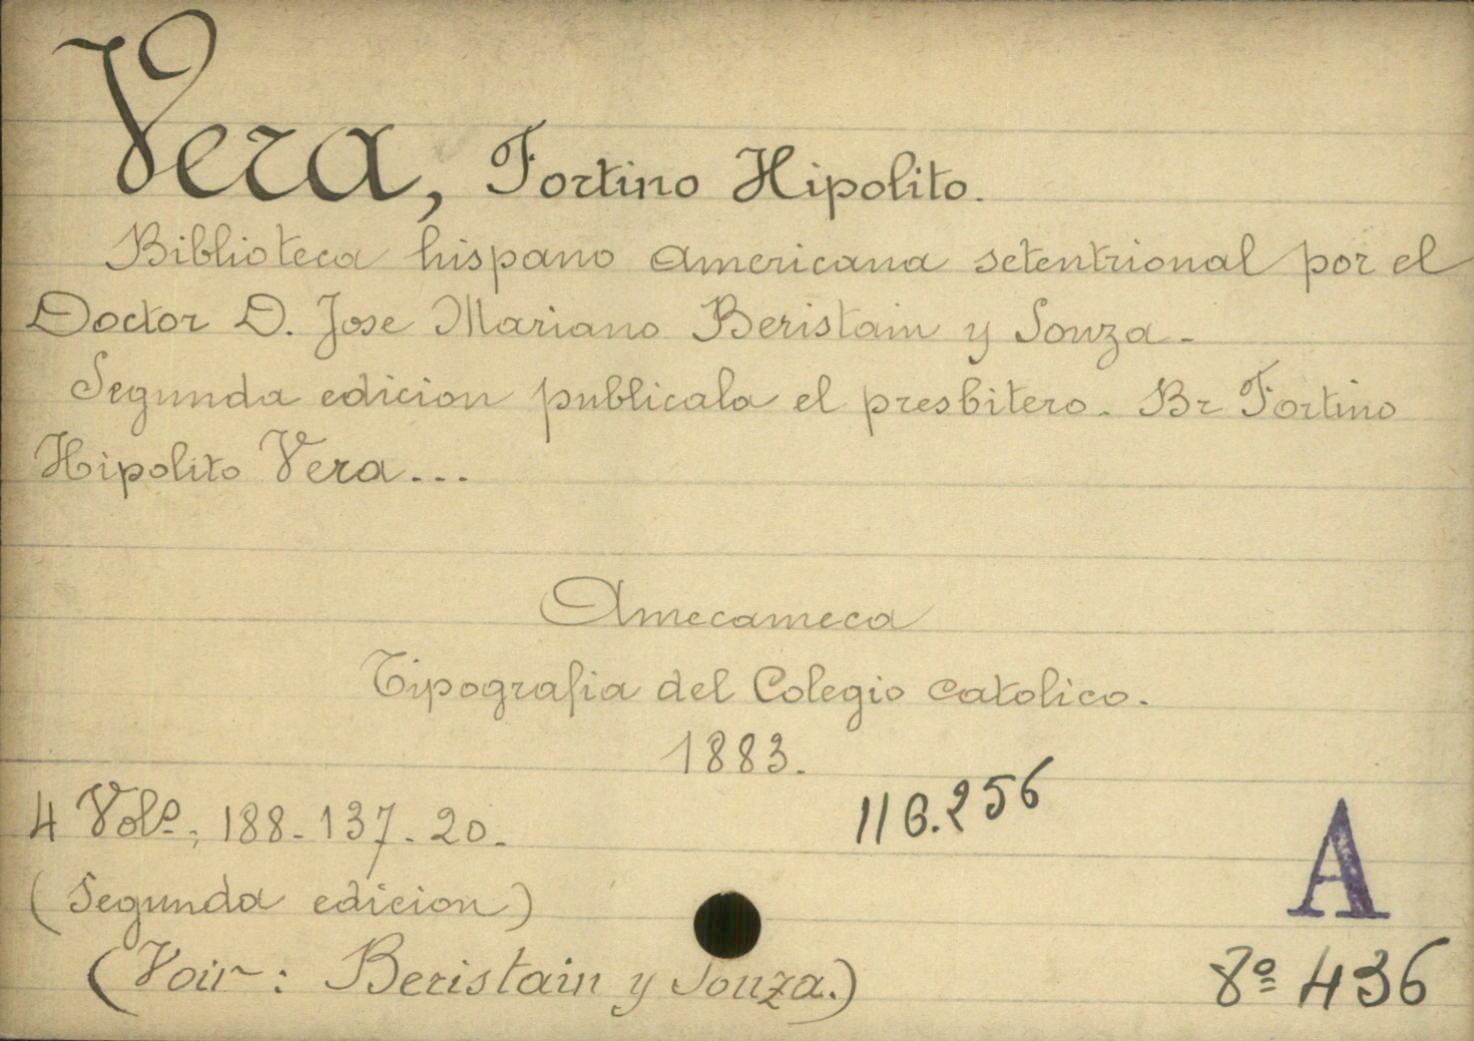 Vera, Fortino Hipolito.
Biblioteca hispano americana setentrional por el
Doctor D. Jose Mariano Beristain y Souza.
Segunda edicion publicala el presbitero. Br Fortino
Hipolito Vera...
Amecameca
Tipografia del Colegio catolico.
1883.
4 Vols., 188-137-20.
116.256
(Segunda edicion)
A
(Voir: Beristain y Souza.)
8º 436